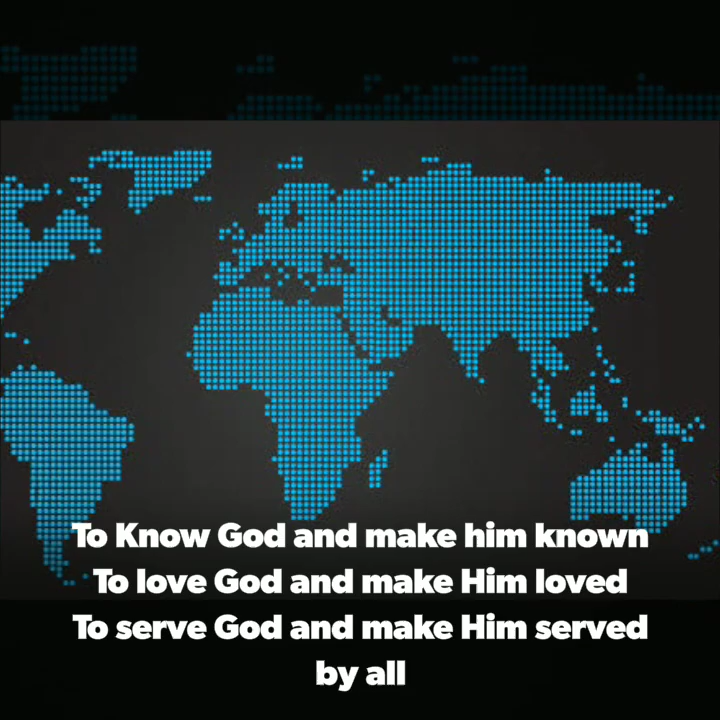 To Know God and make him known
To love God and make Him loved
To serve God and make Him served
by all